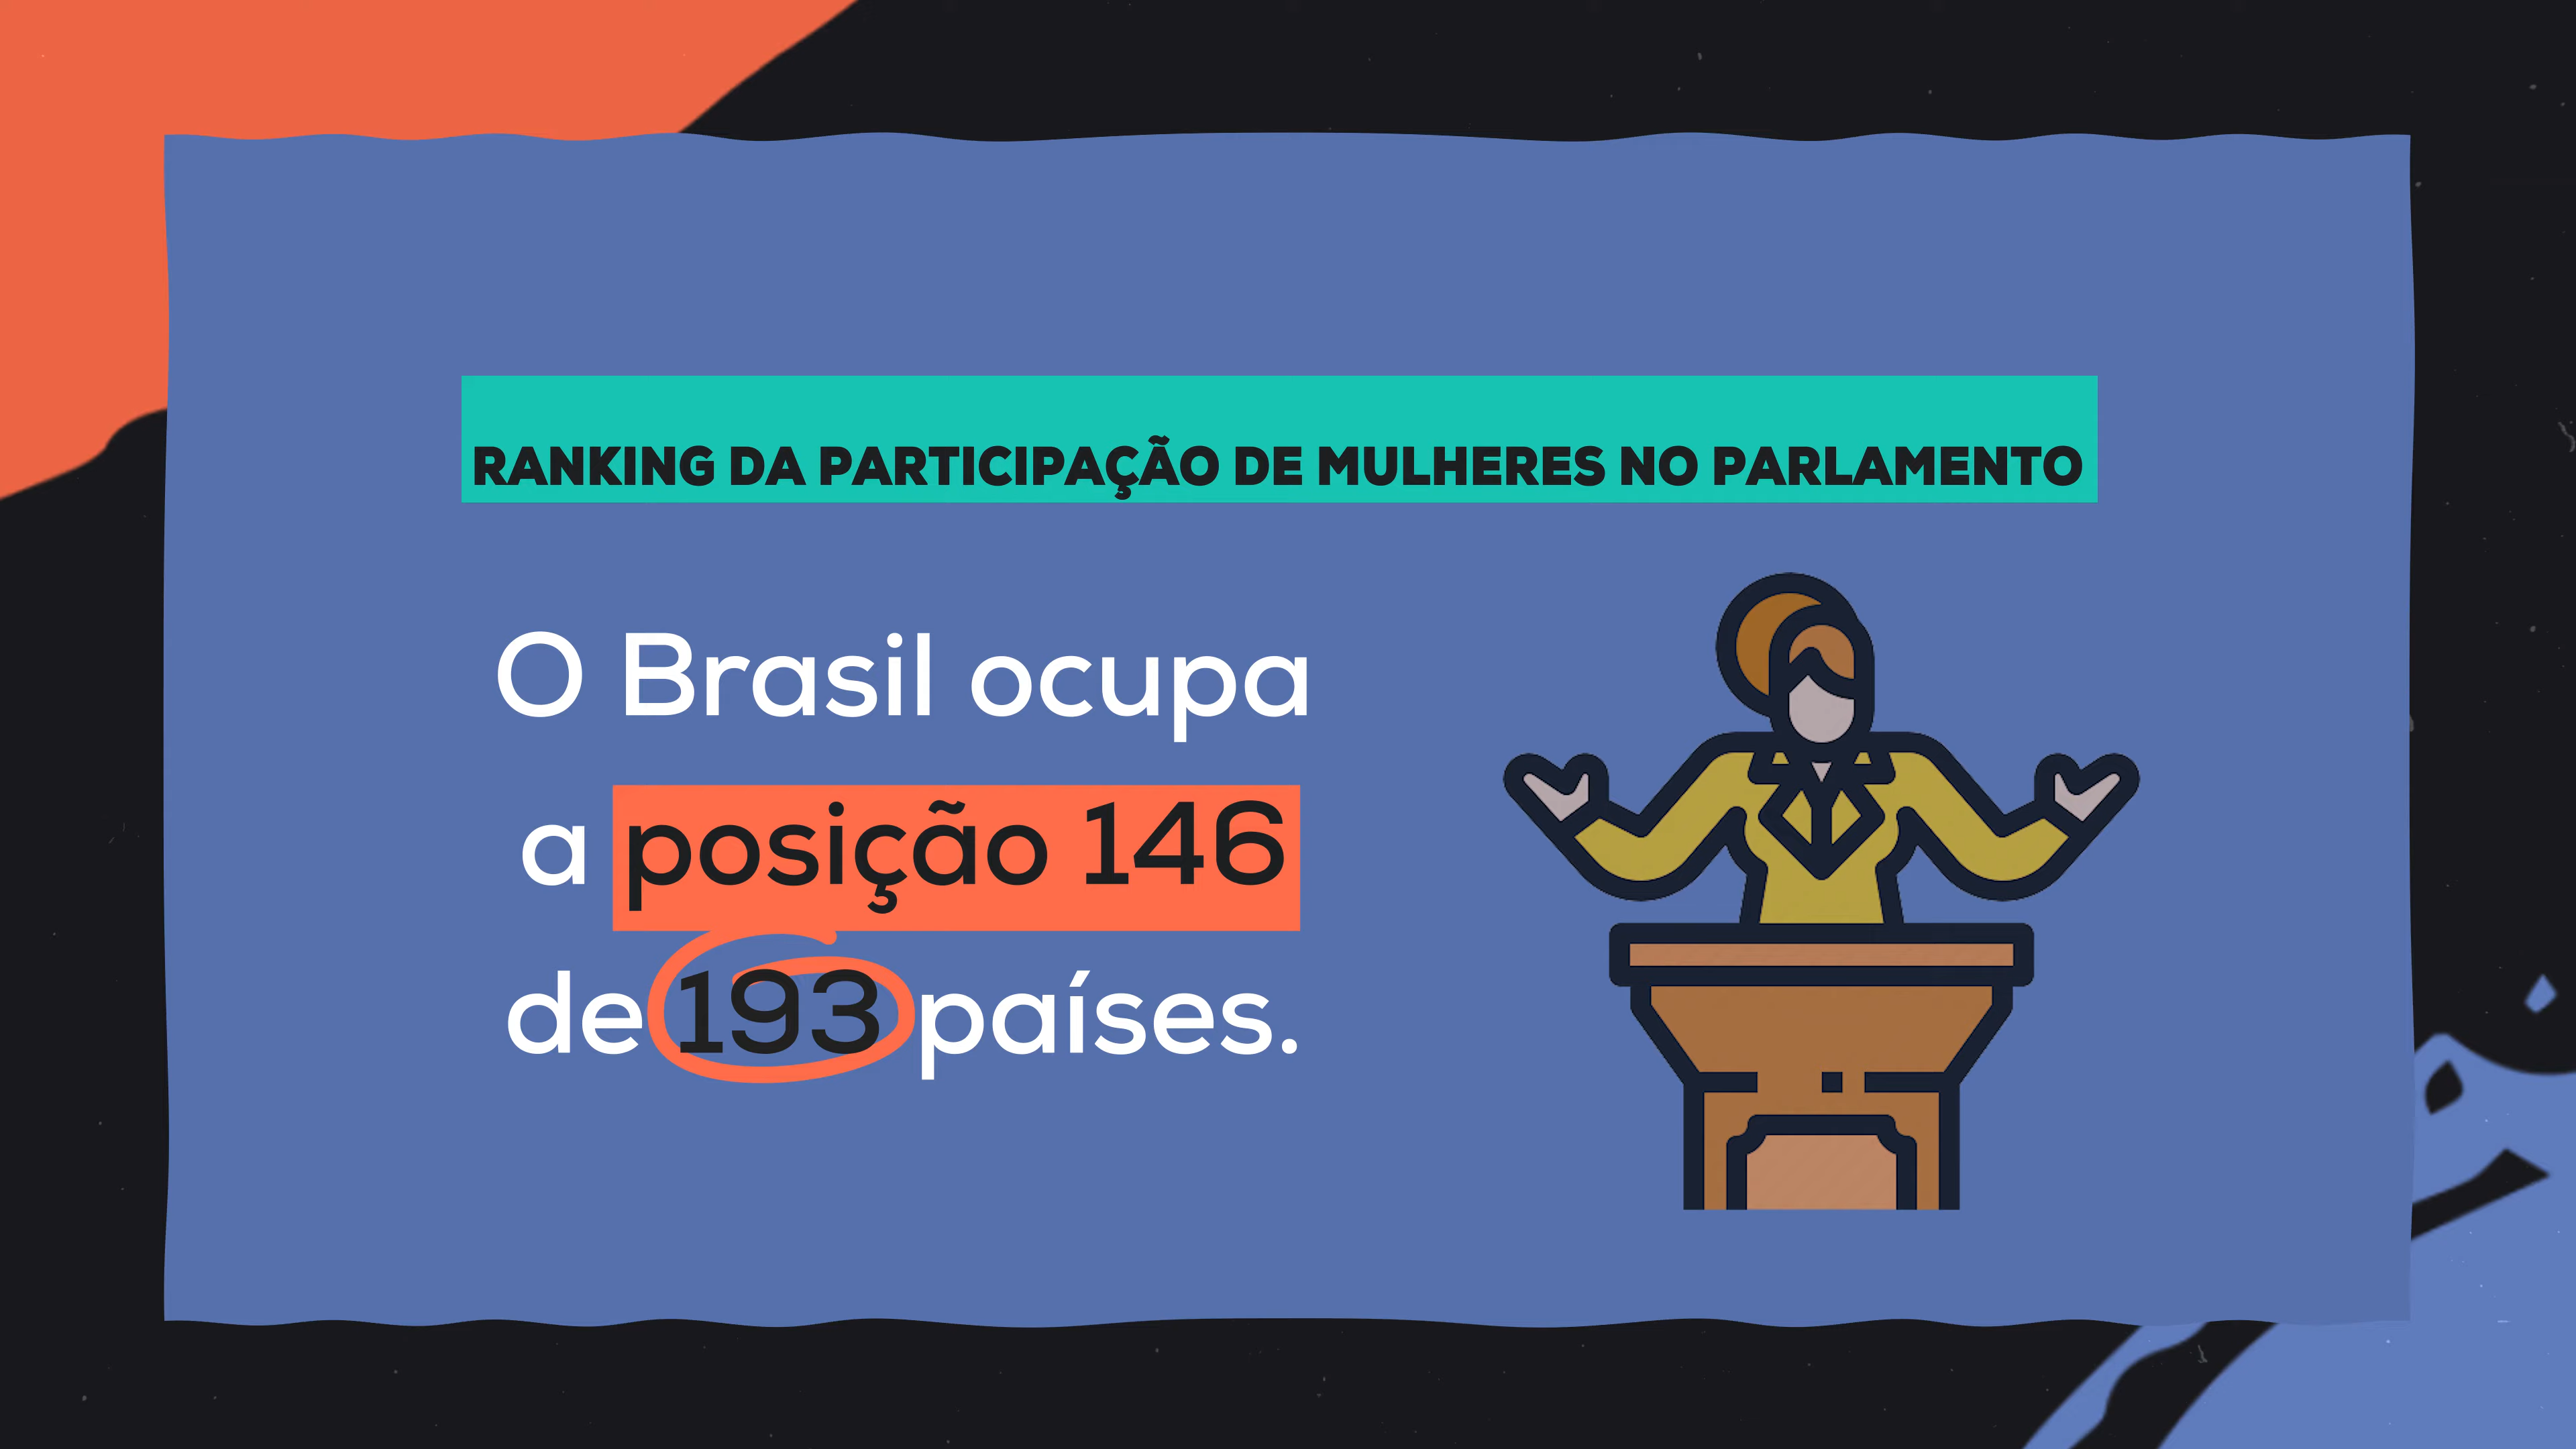 RANKING DA PARTICIPAÇÃO DE MULHERES NO PARLAMENTO
O Brasil ocupa
a posição 146
de 193 países.